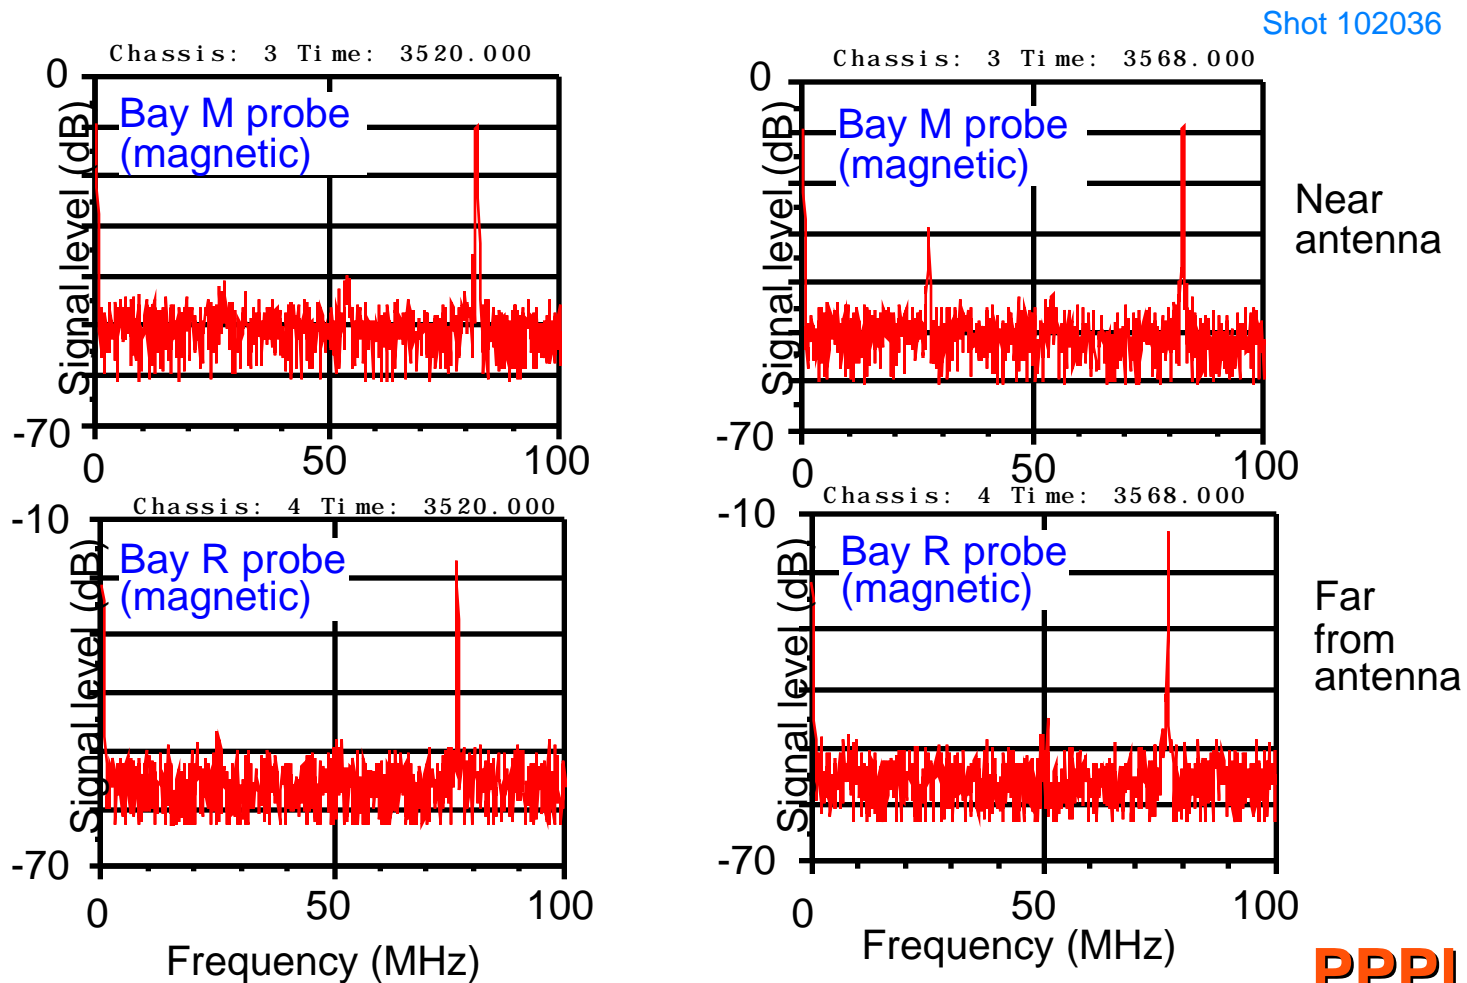 Shot 102036
Chassis: 3 Time: 3520.000
0
Bay M probe
(magnetic)
Signal level (dB)
-70
0
50
100
Chassis: 3 Time: 3568.000
0
Bay M probe
(magnetic)
Signal level (dB)
-70
0
50
100
Near
antenna
Chassis: 4 Time: 3520.000
-10
Bay R probe
(magnetic)
Signal level (dB)
-70
0
50
100
Frequency (MHz)
Chassis: 4 Time: 3568.000
-10
Bay R probe
(magnetic)
Signal level (dB)
-70
0
50
100
Frequency (MHz)
Far
from
antenna